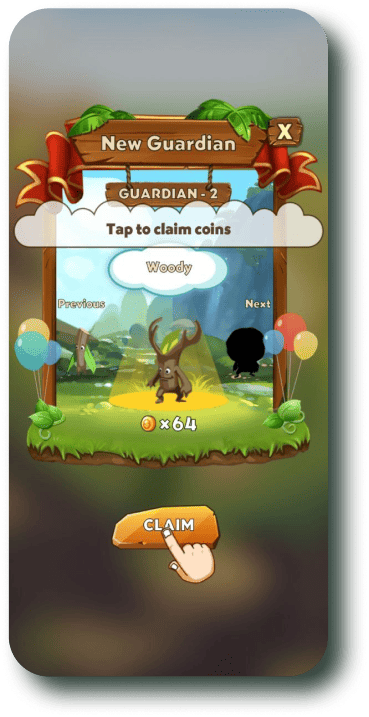 New Guardian
X
GUARDIAN - 2
Tap to claim coins
Woody
Previous
Next
×64
CLAIM